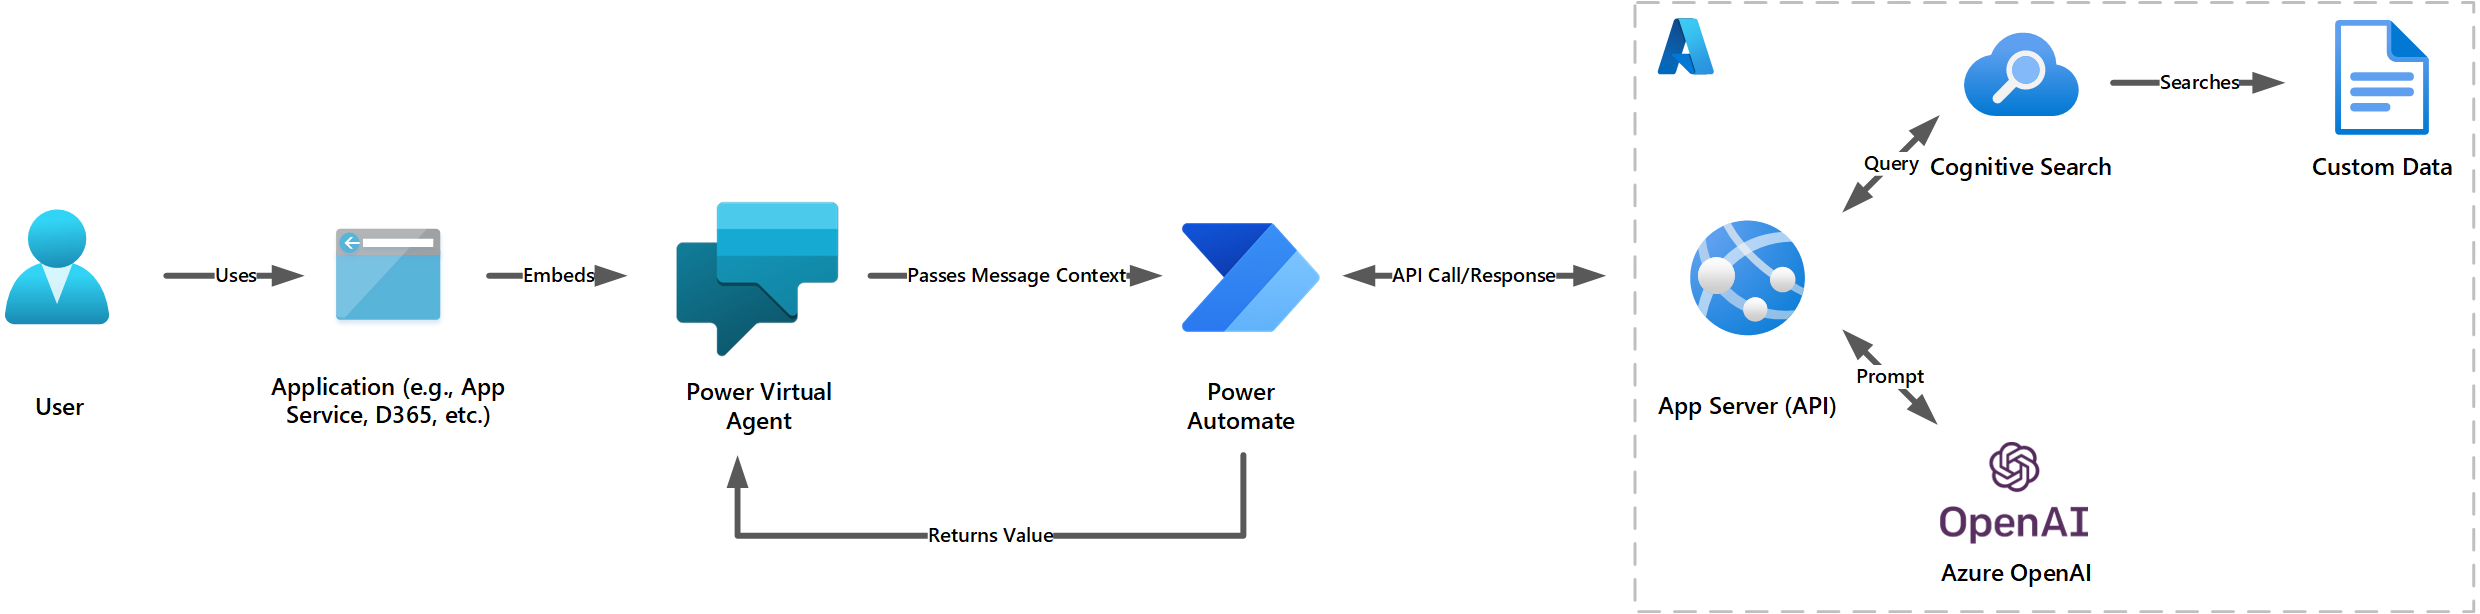 Searches
Query
Cognitive Search
Custom Data
Uses
Embeds
Passes Message Context
API Call/Response
User
Application (e.g., App
Service, D365, etc.)
Power Virtual
Agent
Power
Automate
App Server (API)
Prompt
Returns Value
OpenAI
Azure OpenAI